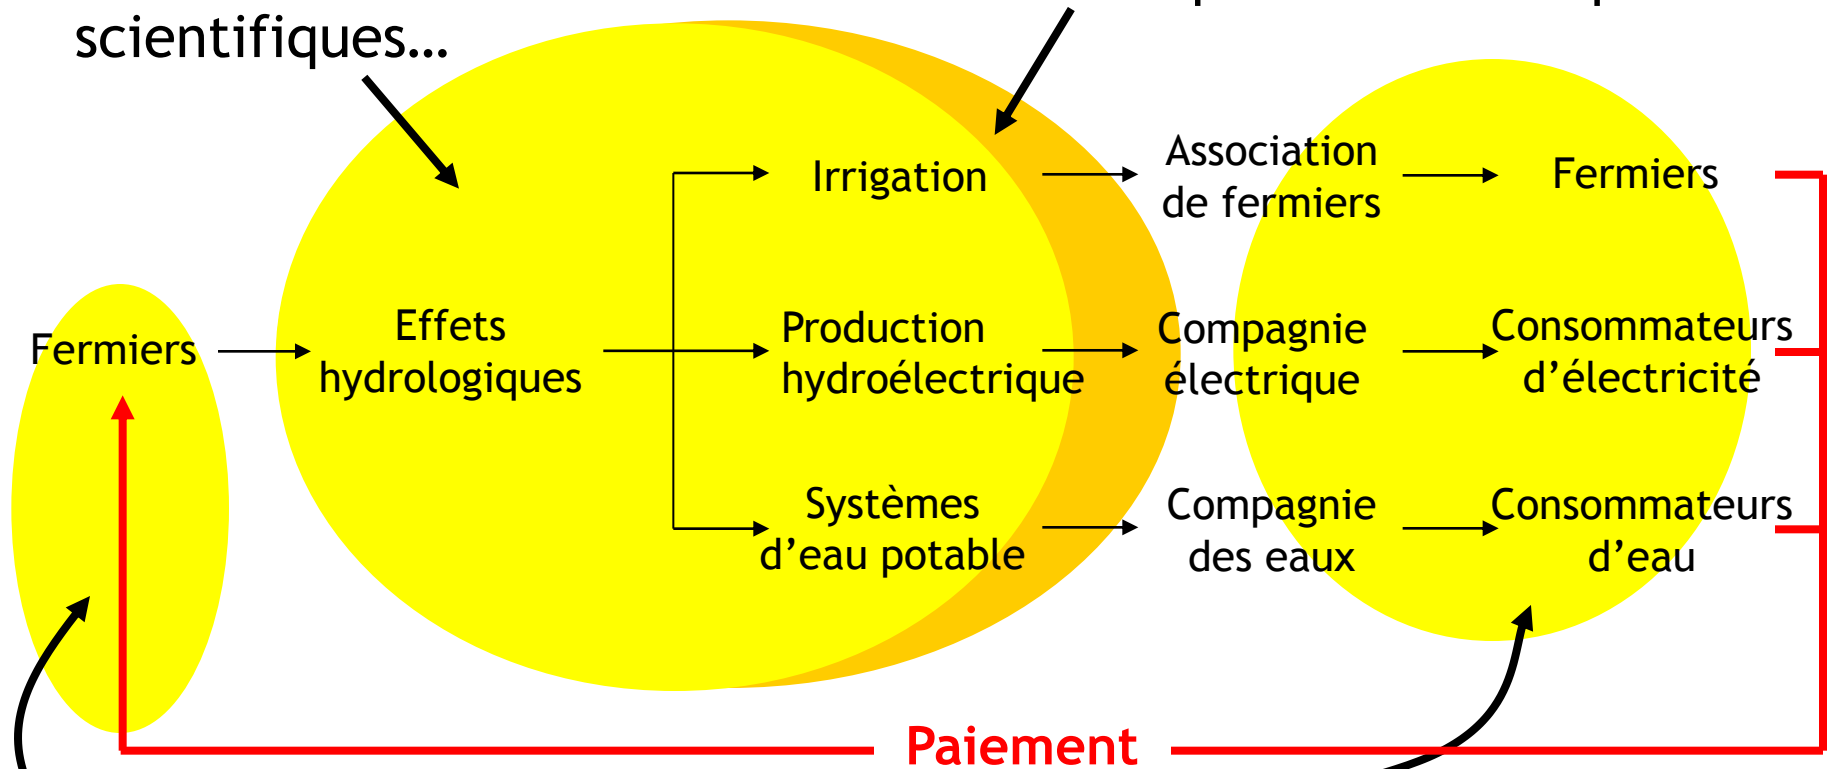 scientifiques…
Irrigation
Association
de fermiers
Fermiers
Fermiers
Effets
hydrologiques
Production
hydroélectrique
Compagnie
électrique
Consommateurs
d’électricité
Systèmes
d’eau potable
Compagnie
des eaux
Consommateurs
d’eau
Paiement